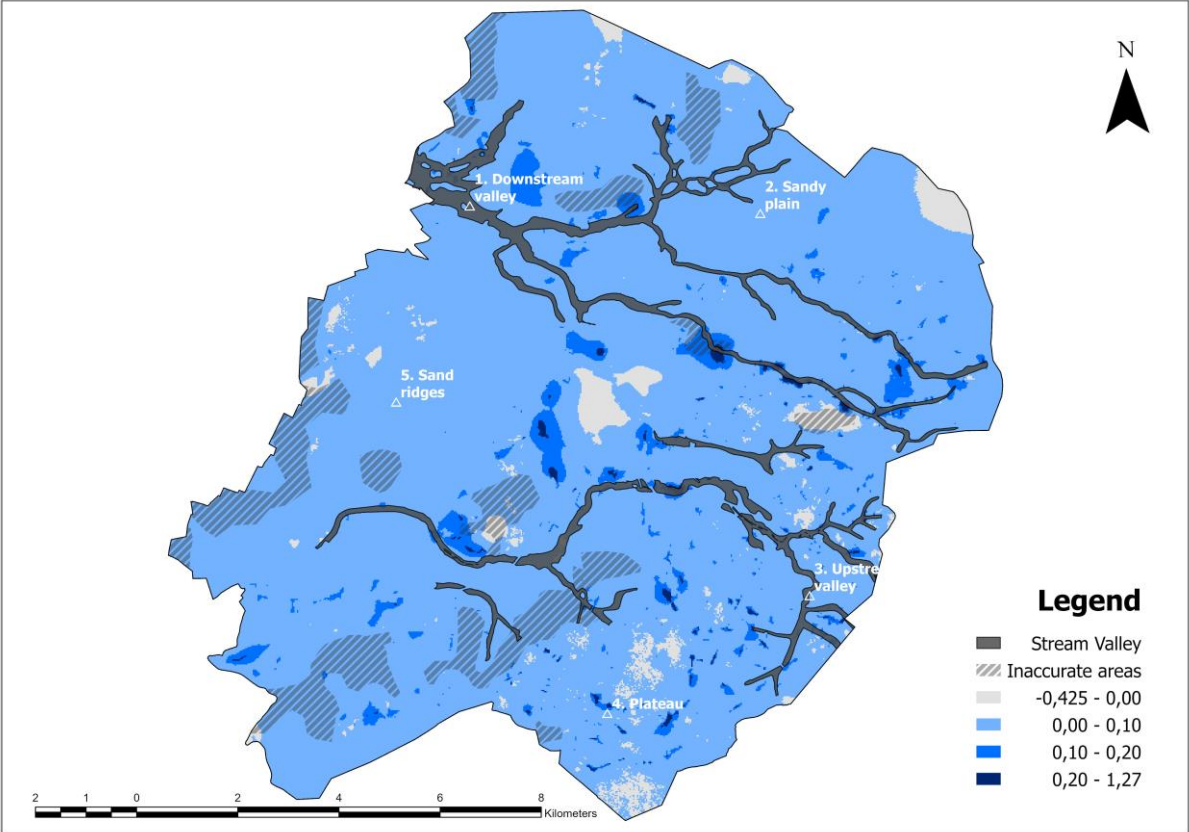 N
1. Downstream
valley
2. Sandy
plain
5. Sand
ridges
3. Upstre
valley
4. Plateau
Legend
Stream Valley
Inaccurate areas
-0,425 - 0,00
0,00 - 0,10
0,10 - 0,20
0,20 - 1,27
2 1 0 2 4 6 8
Kilometers